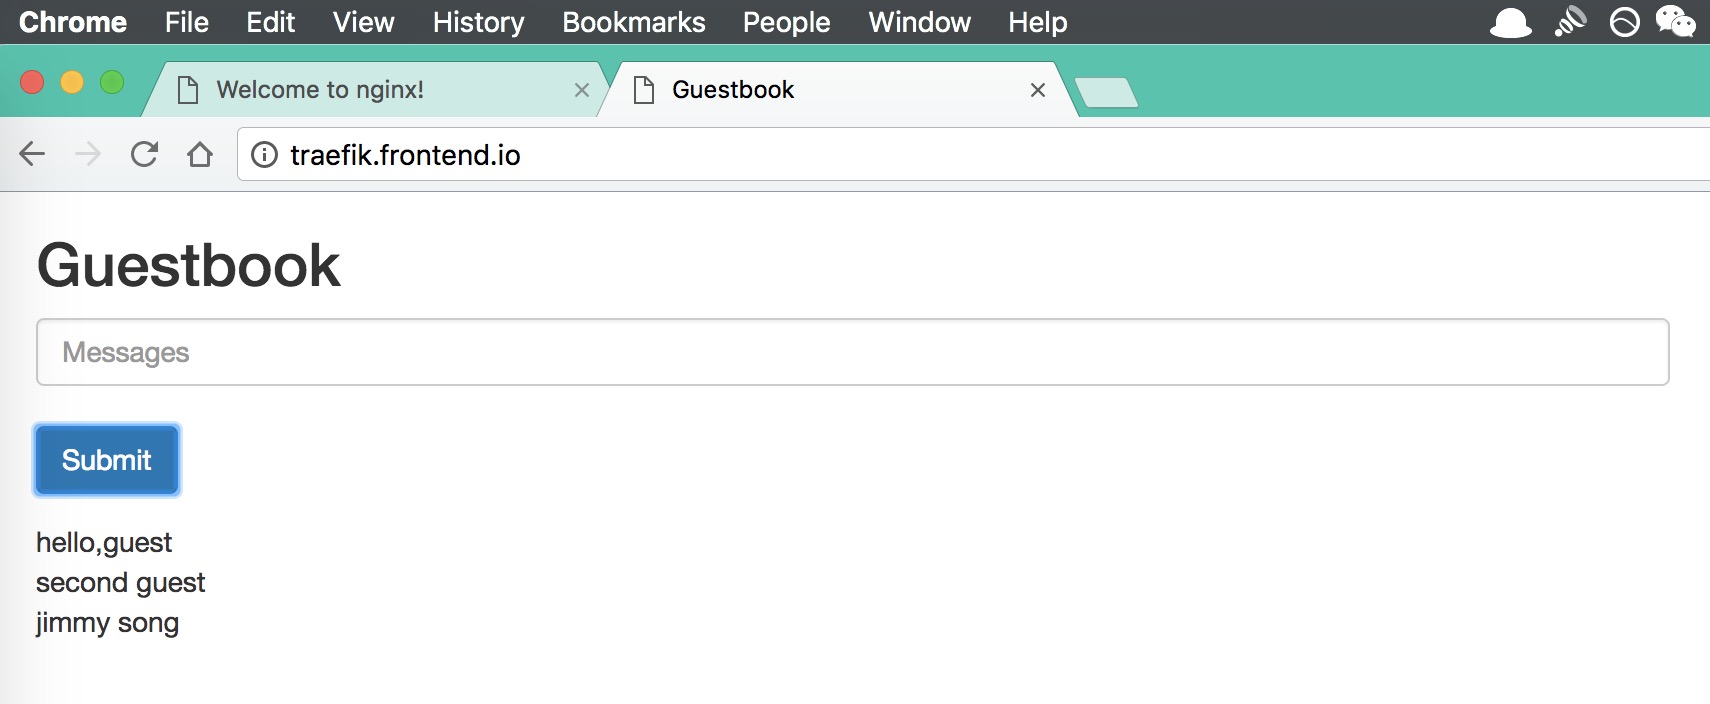 Chrome File Edit View History Bookmarks People Window Help
Welcome to nginx! Guestbook
traefik.frontend.io
Guestbook
Messages
Submit
hello,guest
second guest
jimmy song